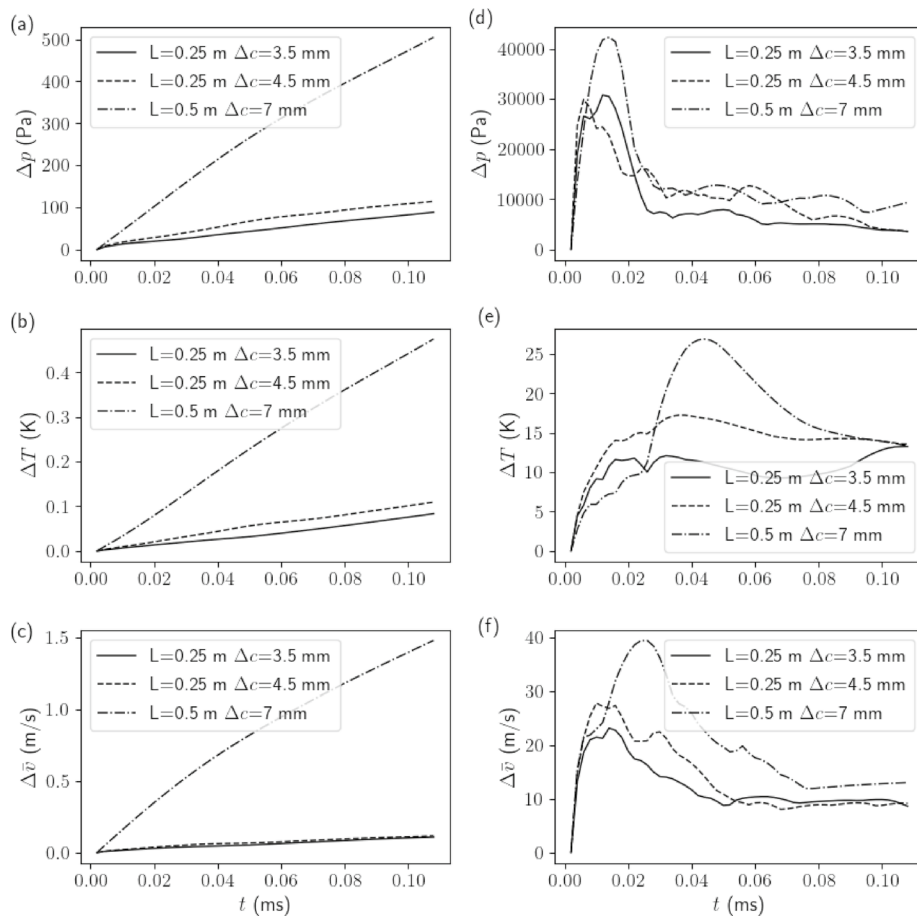 (a)
500
400
300
200
100
0
Δp (Pa)
L=0.25 m Δc=3.5 mm
L=0.25 m Δc=4.5 mm
L=0.5 m Δc=7 mm
0.00 0.02 0.04 0.06 0.08 0.10
(d)
40000
30000
20000
10000
0
Δp (Pa)
L=0.25 m Δc=3.5 mm
L=0.25 m Δc=4.5 mm
L=0.5 m Δc=7 mm
0.00 0.02 0.04 0.06 0.08 0.10
(b)
0.4
0.3
0.2
0.1
0.0
ΔT (K)
L=0.25 m Δc=3.5 mm
L=0.25 m Δc=4.5 mm
L=0.5 m Δc=7 mm
0.00 0.02 0.04 0.06 0.08 0.10
(e)
25
20
15
10
5
0
ΔT (K)
L=0.25 m Δc=3.5 mm
L=0.25 m Δc=4.5 mm
L=0.5 m Δc=7 mm
0.00 0.02 0.04 0.06 0.08 0.10
(c)
1.5
1.0
0.5
0.0
Δv̄ (m/s)
L=0.25 m Δc=3.5 mm
L=0.25 m Δc=4.5 mm
L=0.5 m Δc=7 mm
0.00 0.02 0.04 0.06 0.08 0.10
t (ms)
(f)
40
30
20
10
0
Δv̄ (m/s)
L=0.25 m Δc=3.5 mm
L=0.25 m Δc=4.5 mm
L=0.5 m Δc=7 mm
0.00 0.02 0.04 0.06 0.08 0.10
t (ms)